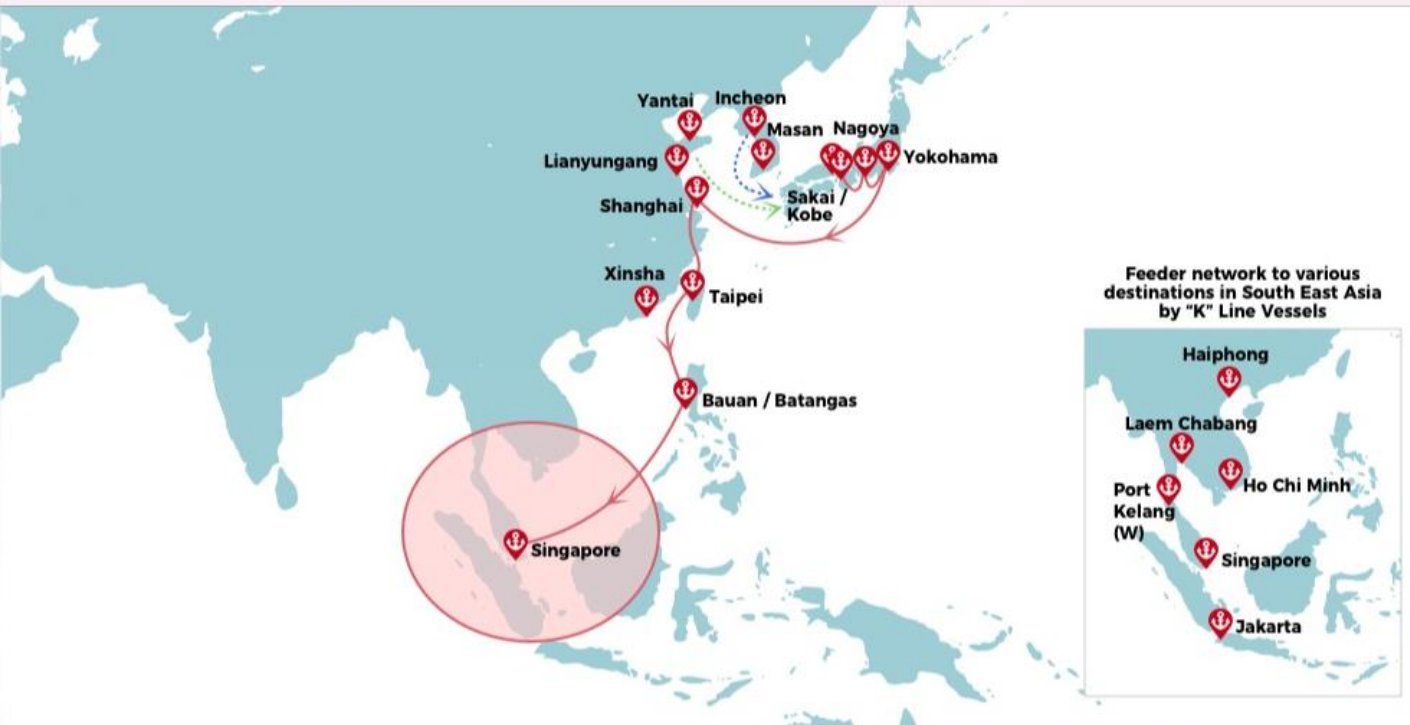 Yantai
Incheon
Masan
Nagoya
Lianyungang
Yokohama
Shanghai
Sakai /
Kobe
Xinsha
Taipei
Bauan / Batangas
Singapore
Feeder network to various
destinations in South East Asia
by "K" Line Vessels
Haiphong
Laem Chabang
Port
Kelang
(W)
Ho Chi Minh
Singapore
Jakarta